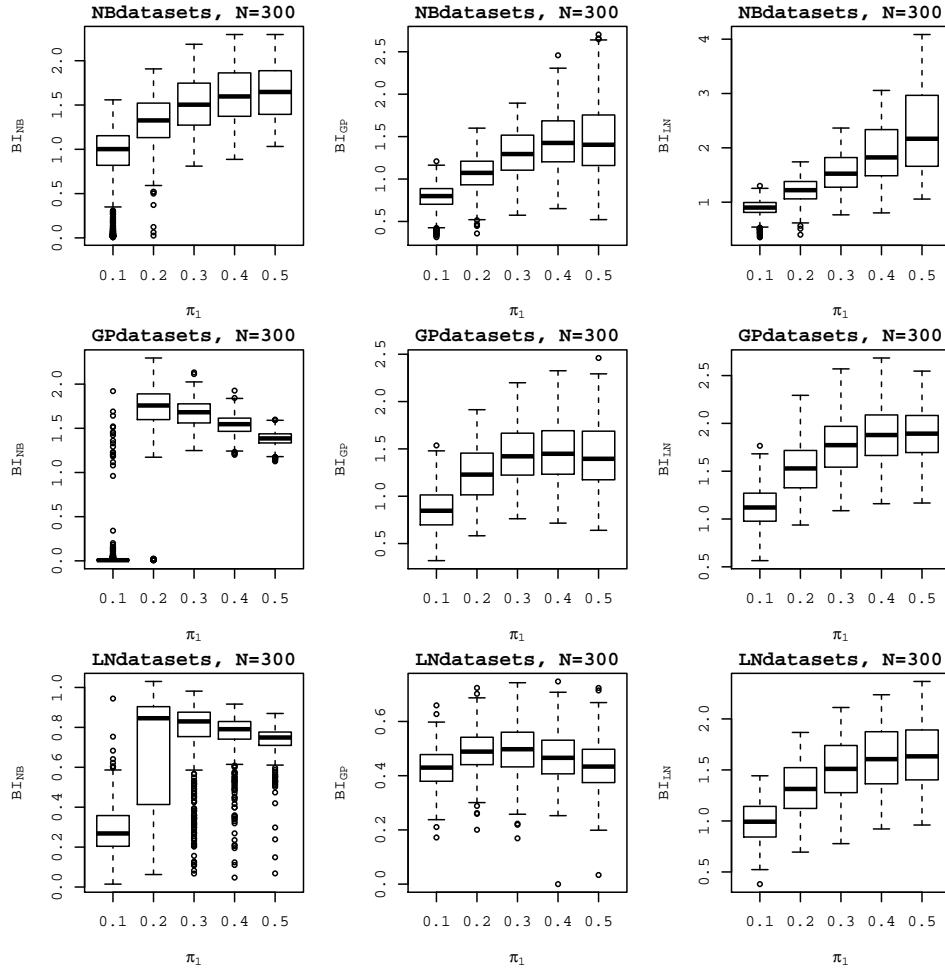 NBdatasets, N=300
BI_NB
0.0 0.5 1.0 1.5 2.0
0.1 0.2 0.3 0.4 0.5
π₁
NBdatasets, N=300
BI_GP
0.5 1.0 1.5 2.0 2.5
0.1 0.2 0.3 0.4 0.5
π₁
NBdatasets, N=300
BI_LN
1 2 3 4
0.1 0.2 0.3 0.4 0.5
π₁
GPdatasets, N=300
BI_NB
0.0 0.5 1.0 1.5 2.0
0.1 0.2 0.3 0.4 0.5
π₁
GPdatasets, N=300
BI_GP
0.5 1.0 1.5 2.0 2.5
0.1 0.2 0.3 0.4 0.5
π₁
GPdatasets, N=300
BI_LN
0.5 1.0 1.5 2.0 2.5
0.1 0.2 0.3 0.4 0.5
π₁
LNdatasets, N=300
BI_NB
0.0 0.2 0.4 0.6 0.8 1.0
0.1 0.2 0.3 0.4 0.5
π₁
LNdatasets, N=300
BI_GP
0.0 0.2 0.4 0.6
0.1 0.2 0.3 0.4 0.5
π₁
LNdatasets, N=300
BI_LN
0.5 1.0 1.5 2.0
0.1 0.2 0.3 0.4 0.5
π₁